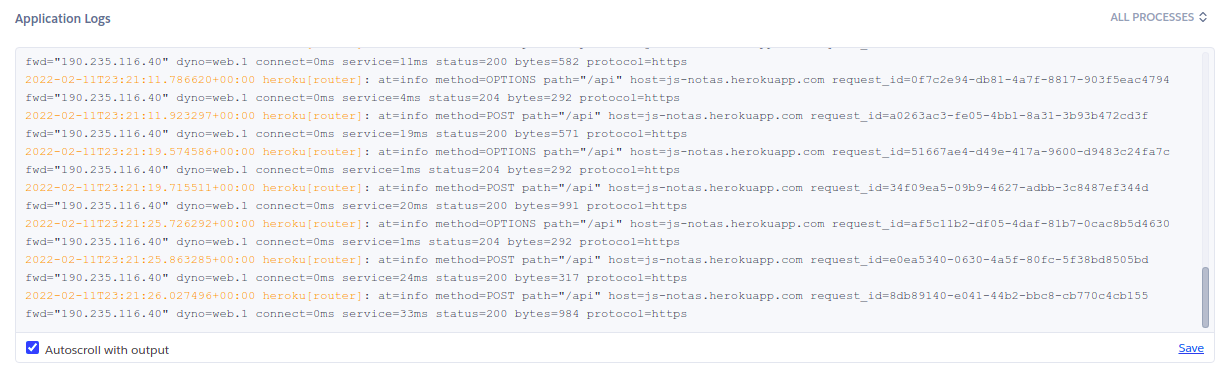 Application Logs
ALL PROCESSES
fwd="190.235.116.40" dyno=web.1 connect=0ms service=11ms status=200 bytes=582 protocol=https
2022-02-11T23:21:11.786620+00:00 heroku[router]: at=info method=OPTIONS path="/api" host=js-notas.herokuapp.com request_id=0f7c2e94-db81-4a7f-8817-903f5eac4794
fwd="190.235.116.40" dyno=web.1 connect=0ms service=4ms status=204 bytes=292 protocol=https
2022-02-11T23:21:11.923297+00:00 heroku[router]: at=info method=POST path="/api" host=js-notas.herokuapp.com request_id=a0263ac3-fe05-4bb1-8a31-3b93b472cd3f
fwd="190.235.116.40" dyno=web.1 connect=0ms service=19ms status=200 bytes=571 protocol=https
2022-02-11T23:21:19.574586+00:00 heroku[router]: at=info method=OPTIONS path="/api" host=js-notas.herokuapp.com request_id=51667ae4-d49e-417a-9600-d9483c24fa7c
fwd="190.235.116.40" dyno=web.1 connect=0ms service=1ms status=204 bytes=292 protocol=https
2022-02-11T23:21:19.715511+00:00 heroku[router]: at=info method=POST path="/api" host=js-notas.herokuapp.com request_id=34f09ea5-09b9-4627-adbb-3c8487ef344d
fwd="190.235.116.40" dyno=web.1 connect=0ms service=20ms status=200 bytes=991 protocol=https
2022-02-11T23:21:25.726292+00:00 heroku[router]: at=info method=OPTIONS path="/api" host=js-notas.herokuapp.com request_id=af5c11b2-df05-4daf-81b7-0cac8b5d4630
fwd="190.235.116.40" dyno=web.1 connect=0ms service=1ms status=204 bytes=292 protocol=https
2022-02-11T23:21:25.863285+00:00 heroku[router]: at=info method=POST path="/api" host=js-notas.herokuapp.com request_id=e0ea5340-0630-4a5f-80fc-5f38bd8505bd
fwd="190.235.116.40" dyno=web.1 connect=0ms service=24ms status=200 bytes=317 protocol=https
2022-02-11T23:21:26.027496+00:00 heroku[router]: at=info method=POST path="/api" host=js-notas.herokuapp.com request_id=8db89140-e041-44b2-bbc8-cb770c4cb155
fwd="190.235.116.40" dyno=web.1 connect=0ms service=33ms status=200 bytes=984 protocol=https
Autoscroll with output
Save